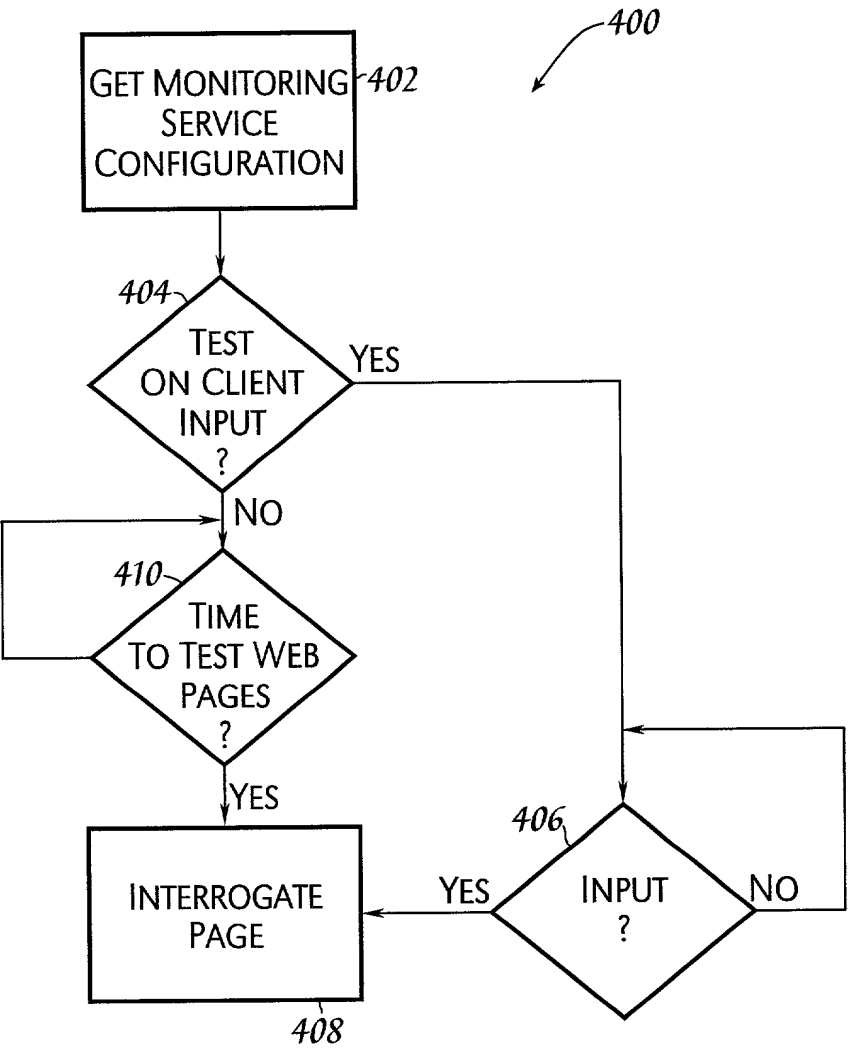 400
GET MONITORING
SERVICE
CONFIGURATION
402
404
TEST
ON CLIENT
INPUT
?
YES
NO
410
TIME
TO TEST WEB
PAGES
?
YES
406
INPUT
?
YES
NO
INTERROGATE
PAGE
408